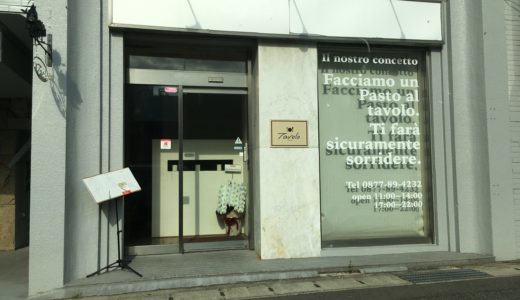 Tavolo
Il nostro concetto
Facciamo un
Pasto al
tavolo.
Ti farà
sicuramente
sorridere.
Tel 0877-89-4232
open 11:00~14:00
17:00~22:00